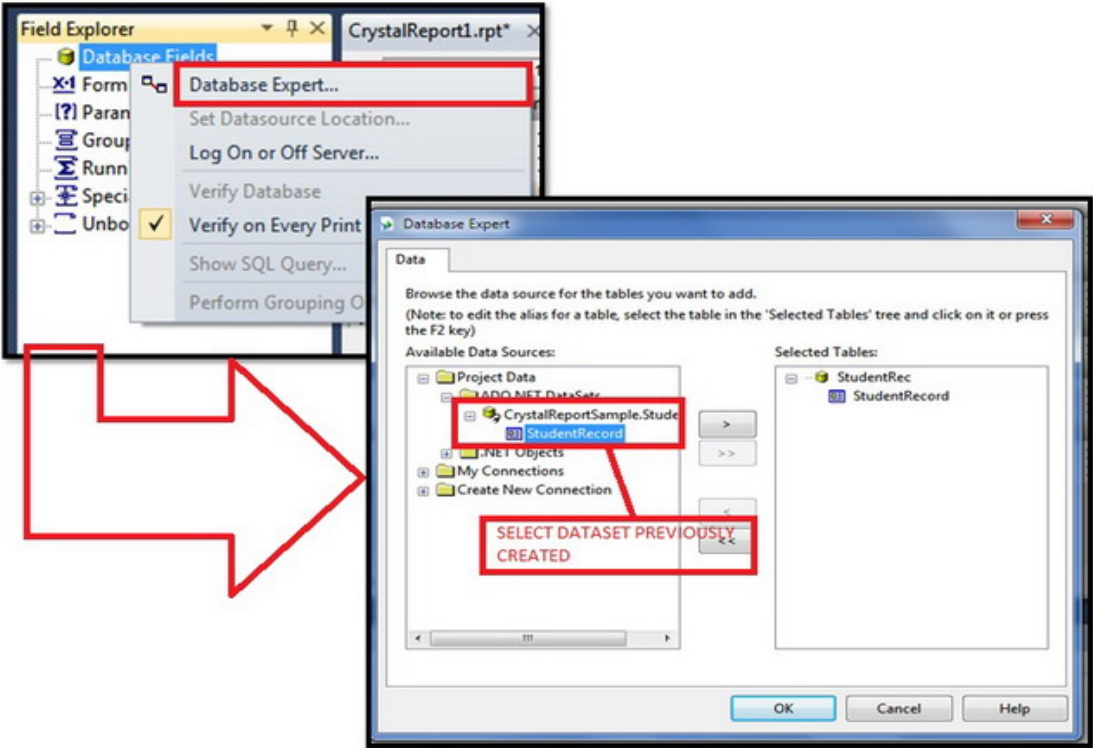 Field Explorer
CrystalReport1.rpt*
Database Fields
Form
Param
Group
Runn
Speci
Unbo
Database Expert...
Set Datasource Location...
Log On or Off Server...
Verify Database
Verify on Every Print
Show SQL Query...
Perform Grouping O
Database Expert
Data
Browse the data source for the tables you want to add.
(Note: to edit the alias for a table, select the table in the 'Selected Tables' tree and click on it or press
the F2 key)
Available Data Sources:
Project Data
ADO.NET DataSets
CrystalReportSample.Stude
StudentRecord
.NET Objects
My Connections
Create New Connection
>
>>
<
<<
SELECT DATASET PREVIOUSLY
CREATED
Selected Tables:
StudentRec
StudentRecord
OK
Cancel
Help